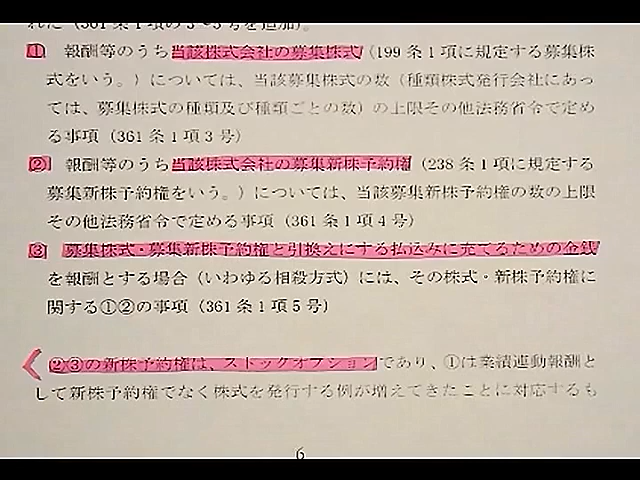 れた（361条1項の3～5号を追加）。
① 報酬等のうち当該株式会社の募集株式（199条1項に規定する募集株
式をいう。）については、当該募集株式の数（種類株式発行会社にあっ
ては、募集株式の種類及び種類ごとの数）の上限その他法務省令で定め
る事項（361条1項3号）
② 報酬等のうち当該株式会社の募集新株予約権（238条1項に規定する
募集新株予約権をいう。）については、当該募集新株予約権の数の上限
その他法務省令で定める事項（361条1項4号）
③ 募集株式・募集新株予約権と引換えにする払込みに充てるための金銭
を報酬とする場合（いわゆる相殺方式）には、その株式・新株予約権に
関する①②の事項（361条1項5号）
②③の新株予約権は、ストックオプションであり、①は業績連動報酬と
して新株予約権でなく株式を発行する例が増えてきたことに対応するも
6